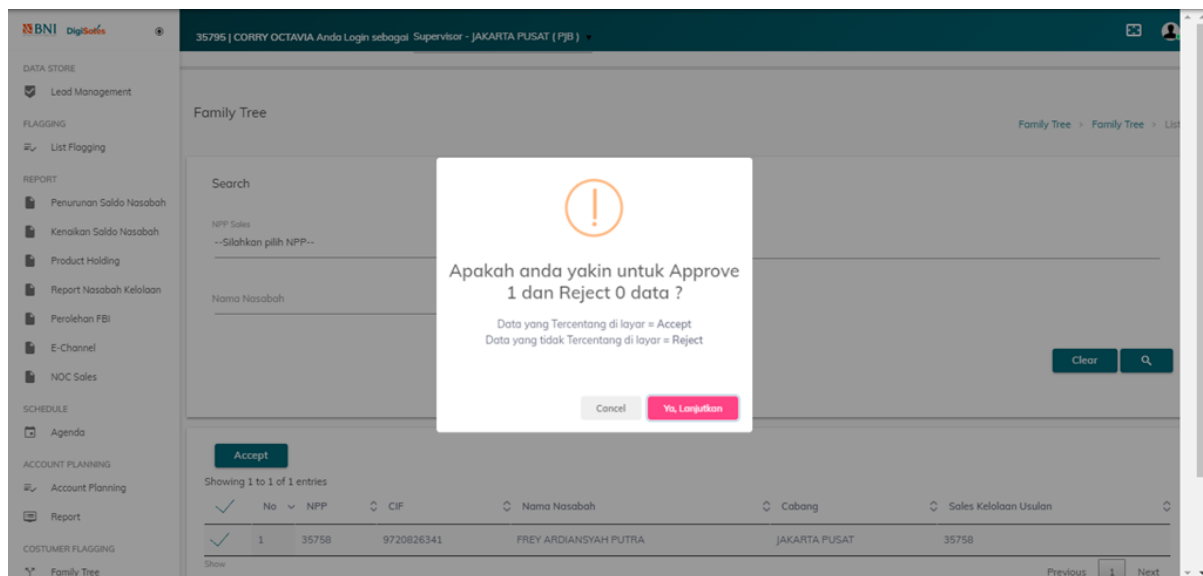 BNI DigiSales
35795 | CORRY OCTAVIA Anda Login sebagai Supervisor - JAKARTA PUSAT ( PJB )
DATA STORE
Lead Management
FLAGGING
List Flagging
REPORT
Penurunan Saldo Nasabah
Kenaikan Saldo Nasabah
Product Holding
Report Nasabah Kelolaan
Perolehan FBI
E-Channel
NOC Sales
SCHEDULE
Agenda
ACCOUNT PLANNING
Account Planning
Report
COSTUMER FLAGGING
Family Tree
Family Tree
Family Tree > Family Tree > List
Search
NPP Sales
--Silahkan pilih NPP--
Nama Nasabah
Clear
Apakah anda yakin untuk Approve
1 dan Reject 0 data ?
Data yang Tercentang di layar = Accept
Data yang tidak Tercentang di layar = Reject
Cancel Ya, Lanjutkan
Accept
Showing 1 to 1 of 1 entries
No NPP CIF Nama Nasabah Cabang Sales Kelolaan Usulan
1 35758 9720826341 FREY ARDIANSYAH PUTRA JAKARTA PUSAT 35758
Show
Previous 1 Next